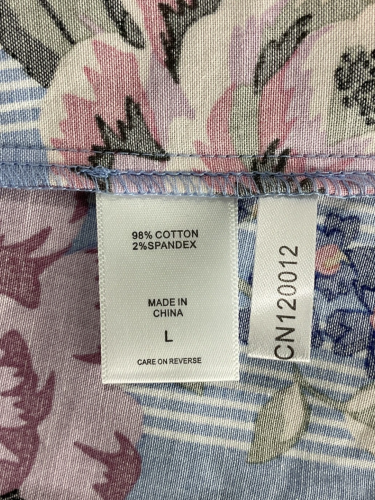 98% COTTON
2%SPANDEX
MADE IN
CHINA
L
CARE ON REVERSE
CN120012